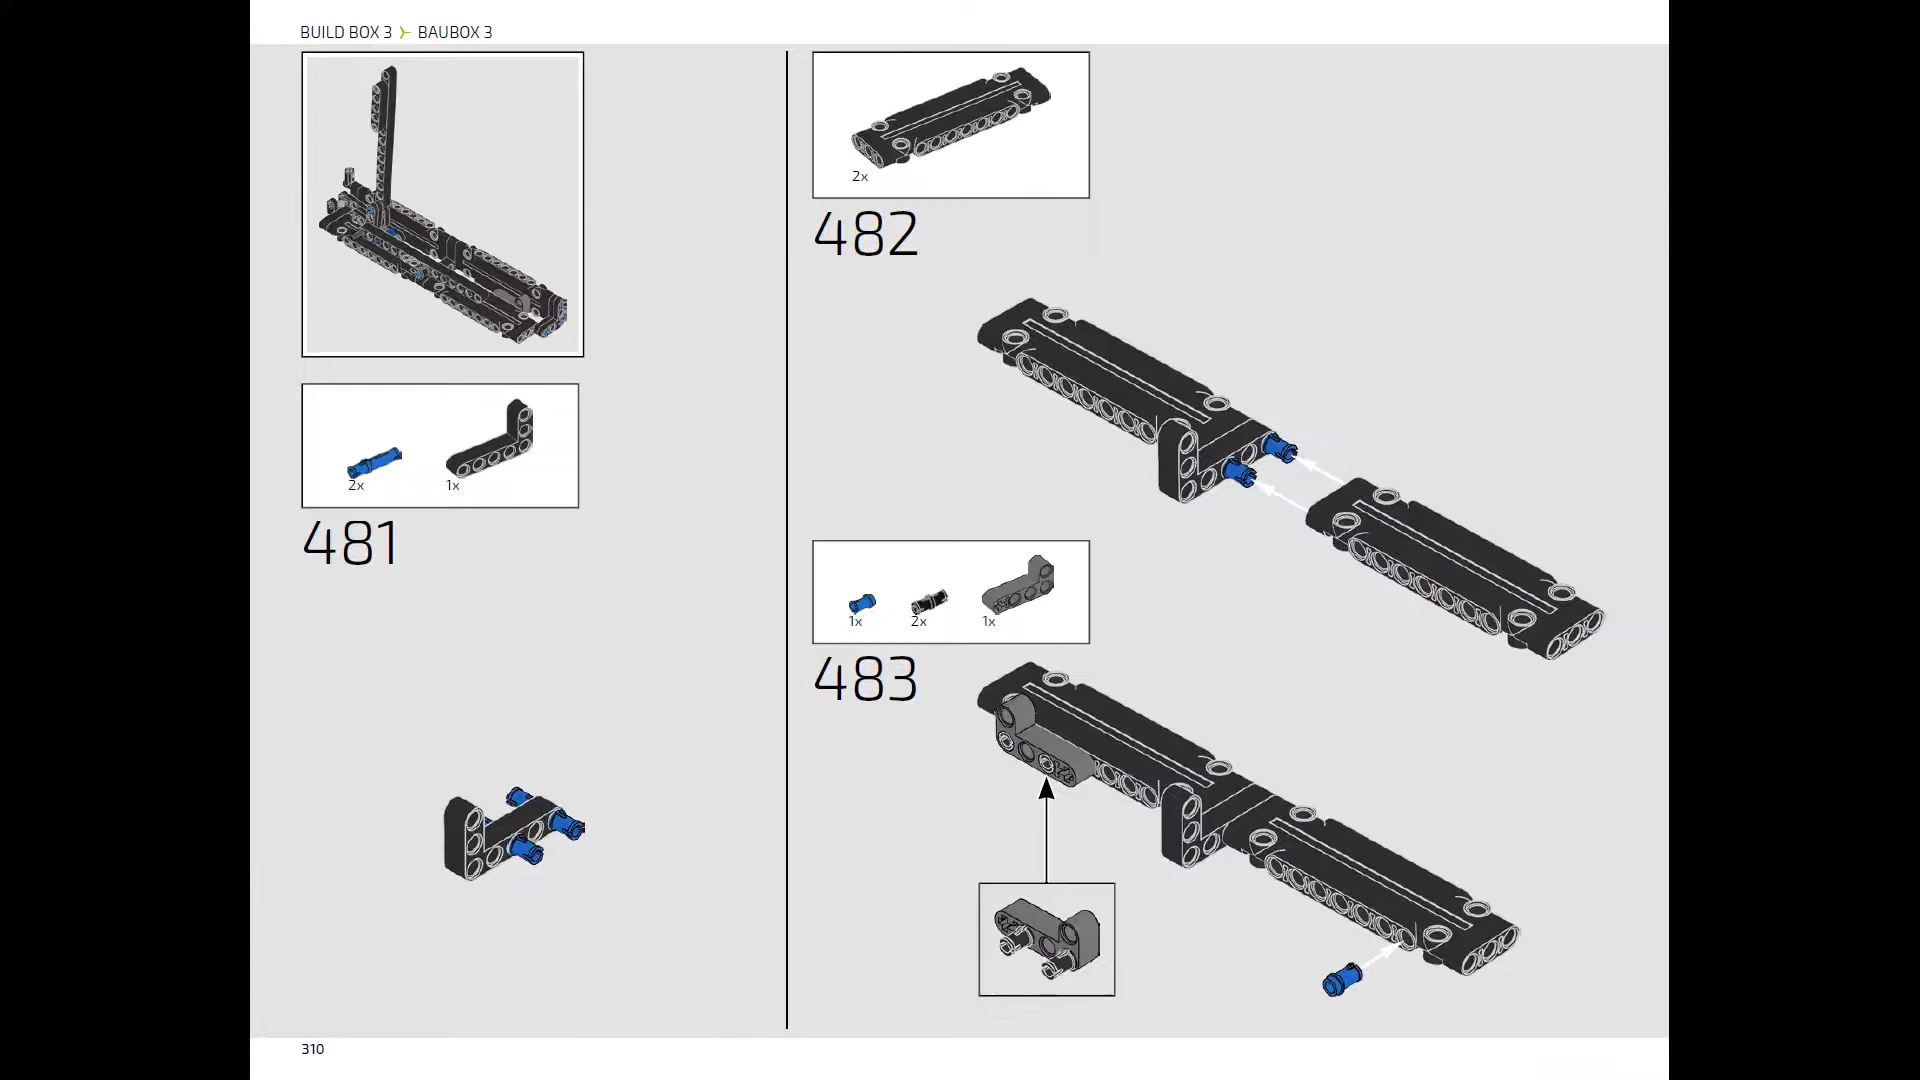 BUILD BOX 3 BAUBOX 3
2x 1x
481
2x
482
1x 2x 1x
483
310